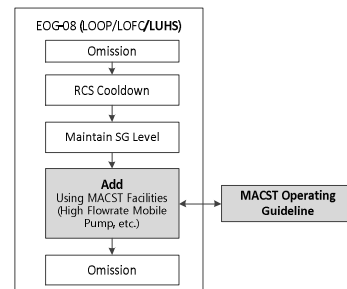 EOG-08 (LOOP/LOFC/LUHS)
Omission
RCS Cooldown
Maintain SG Level
Add
Using MACST Facilities
(High Flowrate Mobile
Pump, etc.)
MACST Operating
Guideline
Omission